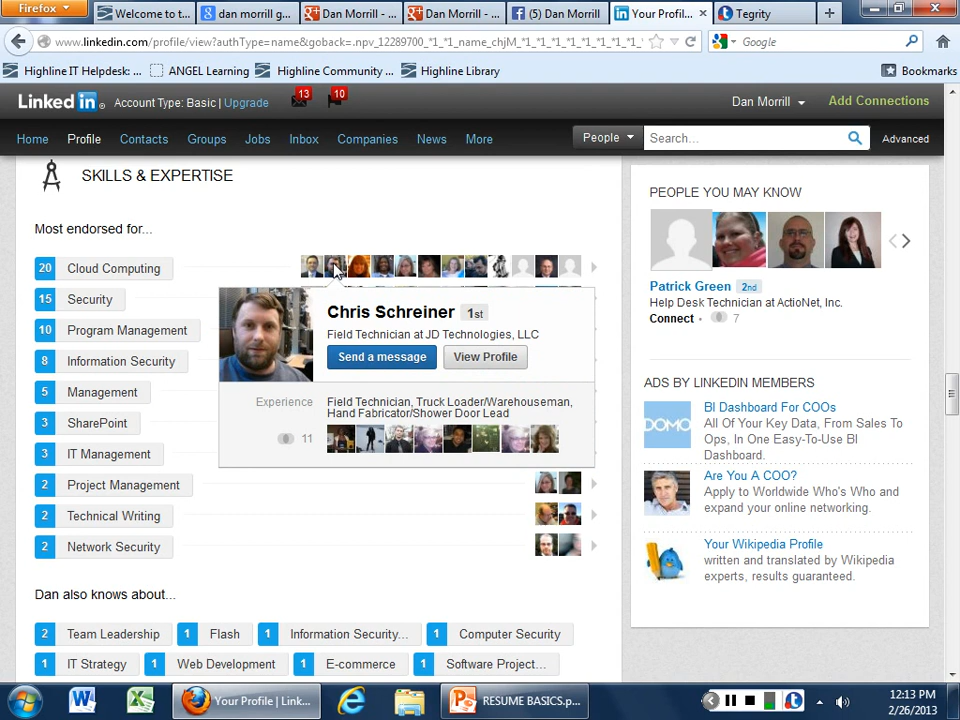 Firefox
Welcome to t...
dan morrill g...
Dan Morrill - ...
Dan Morrill - ...
(5) Dan Morrill
Your Profil...
Tegrity
www.linkedin.com/profile/view?authType=name&goback=.npv_12289700_*1_*1_name_chjM_*1_*1_*1_*1_*1_*1_*1_
Google
Highline IT Helpdesk: ...
ANGEL Learning
Highline Community ...
Highline Library
Bookmarks
Linked in Account Type: Basic | Upgrade
13
10
Dan Morrill
Add Connections
Home Profile Contacts Groups Jobs Inbox Companies News More
People
Search...
Advanced
SKILLS & EXPERTISE
Most endorsed for...
20 Cloud Computing
15 Security
10 Program Management
8 Information Security
5 Management
3 SharePoint
3 IT Management
2 Project Management
2 Technical Writing
2 Network Security
Chris Schreiner 1st
Field Technician at JD Technologies, LLC
Send a message View Profile
Experience Field Technician, Truck Loader/Warehouseman,
Hand Fabricator/Shower Door Lead
11
Dan also knows about...
2 Team Leadership 1 Flash 1 Information Security... 1 Computer Security
1 IT Strategy 1 Web Development 1 E-commerce 1 Software Project...
PEOPLE YOU MAY KNOW
Patrick Green 2nd
Help Desk Technician at ActioNet, Inc.
Connect • 7
ADS BY LINKEDIN MEMBERS
DOMO
BI Dashboard For COOs
All Of Your Key Data, From Sales To
Ops, In One Easy-To-Use BI
Dashboard.
Are You A COO?
Apply to Worldwide Who's Who and
expand your online networking.
Your Wikipedia Profile
written and translated by Wikipedia
experts, results guaranteed.
Your Profile | Link...
RESUME BASICS.p...
12:13 PM
2/26/2013